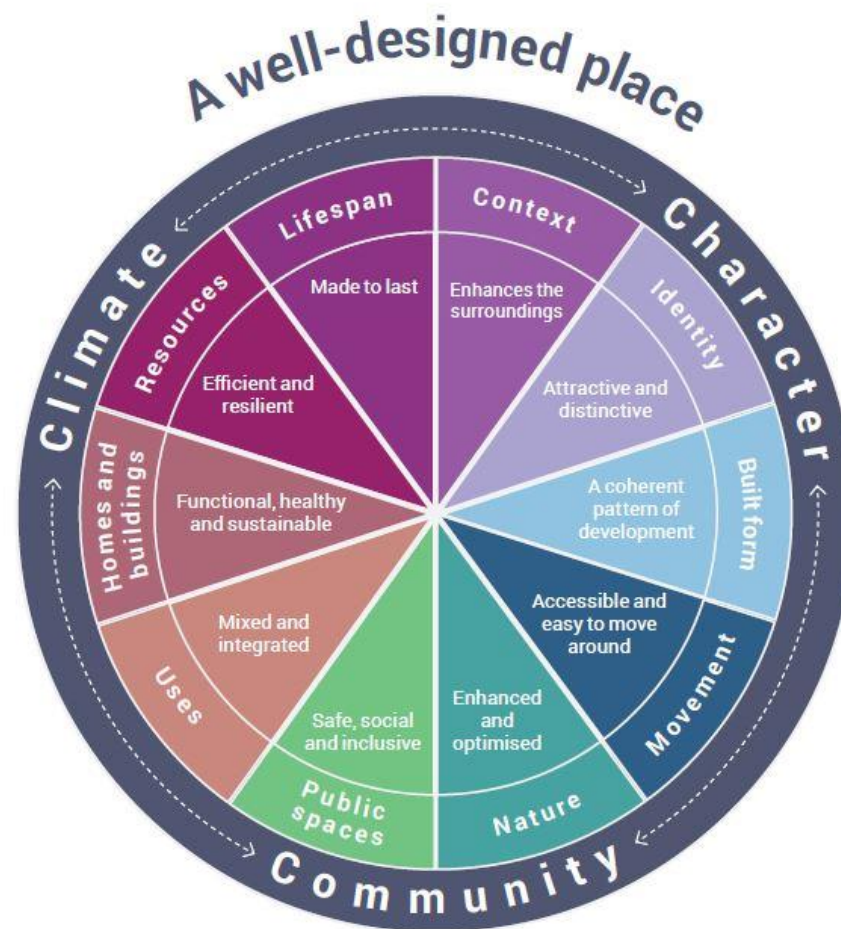 A well-designed place
Climate
Character
Community
Context
Enhances the
surroundings
Identity
Attractive and
distinctive
Built form
A coherent
pattern of
development
Movement
Accessible and
easy to move
around
Nature
Enhanced
and
optimised
Public
spaces
Safe, social
and inclusive
Uses
Mixed and
integrated
Homes and
buildings
Functional, healthy
and sustainable
Resources
Efficient and
resilient
Lifespan
Made to last